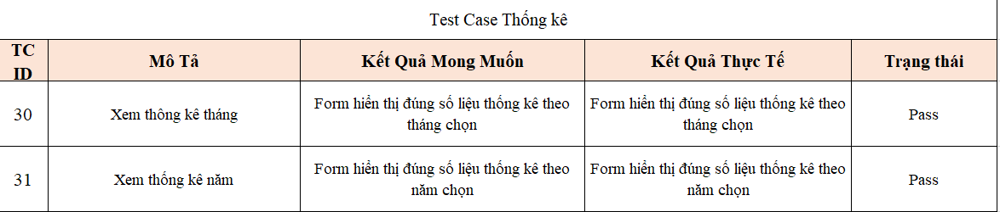 Test Case Thống kê
TC ID	Mô Tả	Kết Quả Mong Muốn	Kết Quả Thực Tế	Trạng thái
30	Xem thông kê tháng	Form hiển thị đúng số liệu thống kê theo tháng chọn	Form hiển thị đúng số liệu thống kê theo tháng chọn	Pass
31	Xem thống kê năm	Form hiển thị đúng số liệu thống kê theo năm chọn	Form hiển thị đúng số liệu thống kê theo năm chọn	Pass